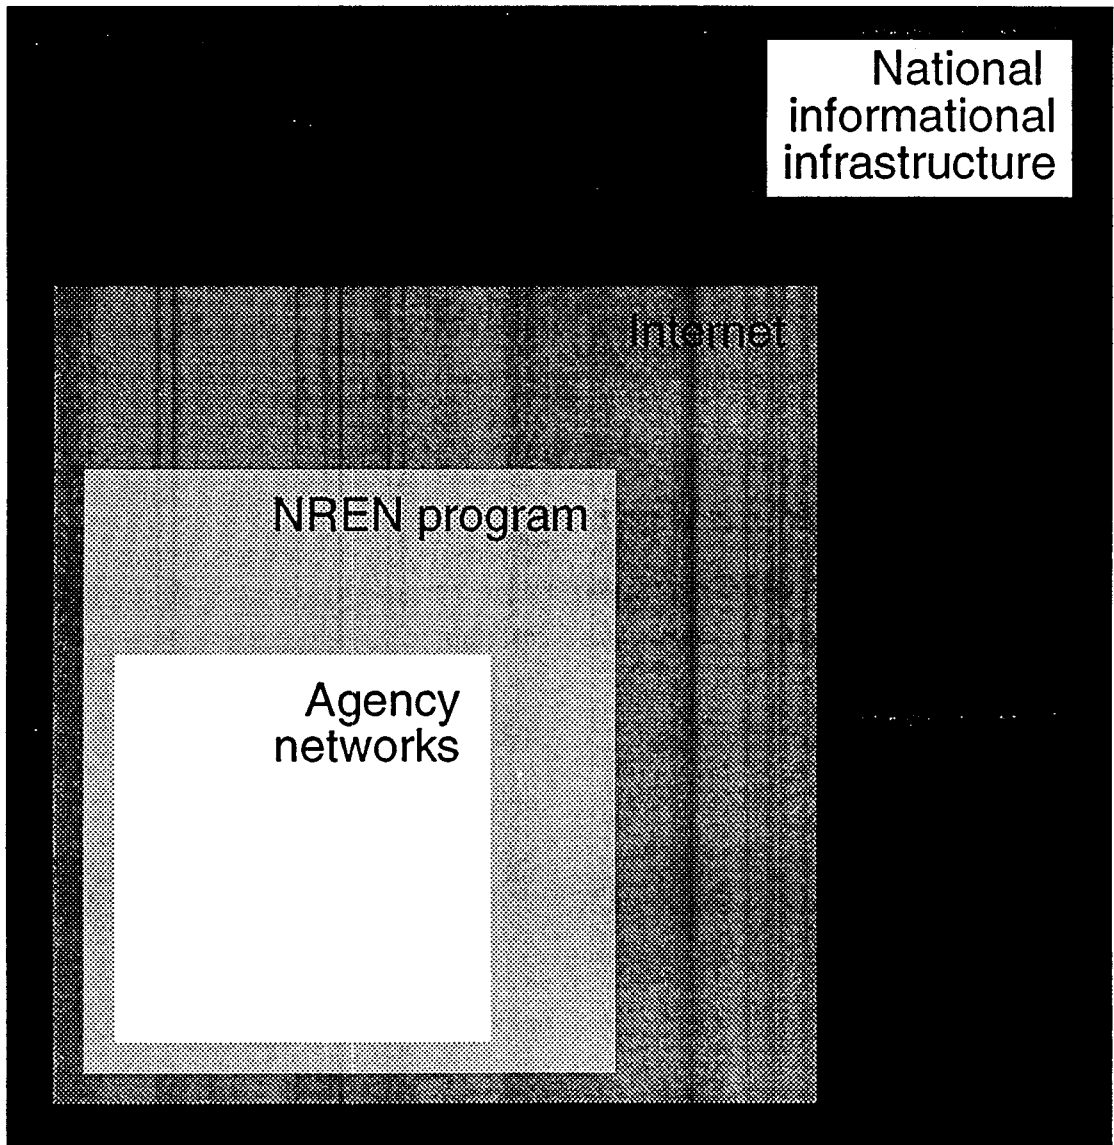 National
informational
infrastructure
Internet
NREN program
Agency
networks